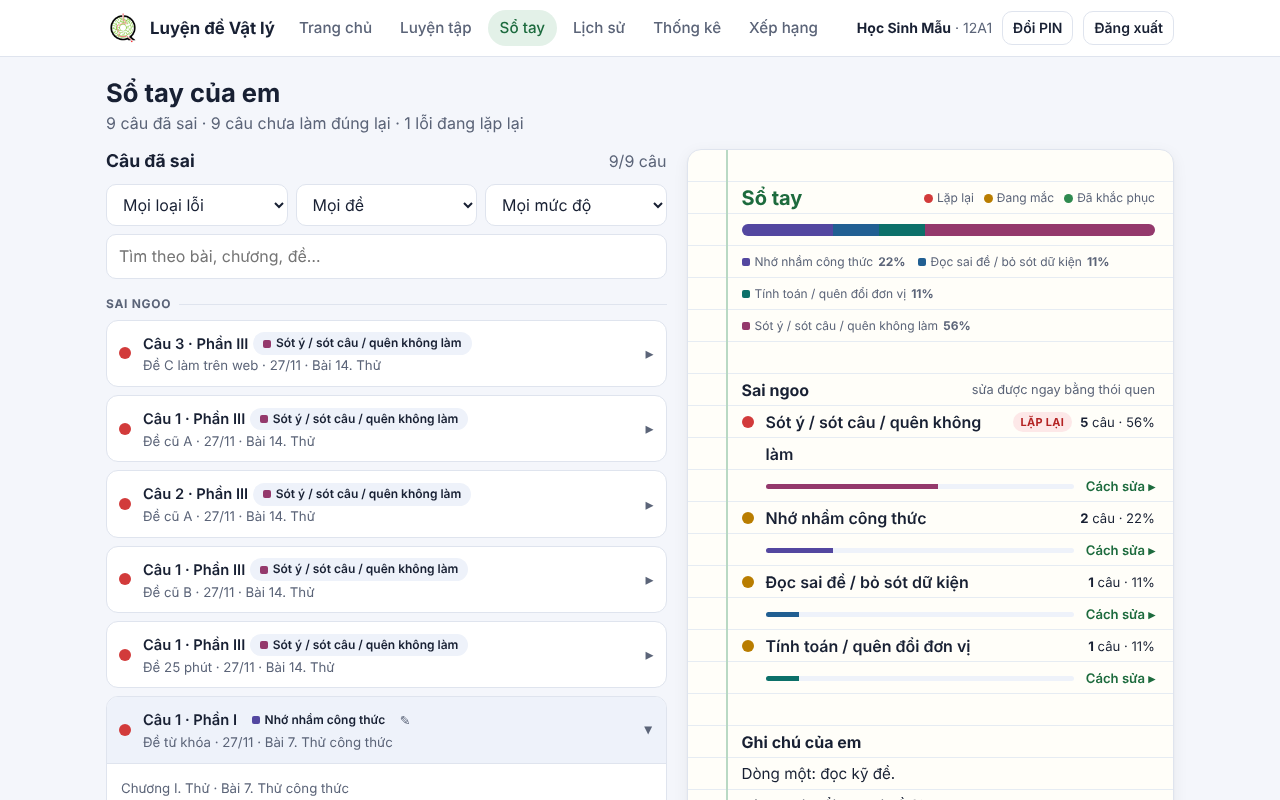 Luyện đề Vật lý
Trang chủ
Luyện tập
Sổ tay
Lịch sử
Thống kê
Xếp hạng
Học Sinh Mẫu · 12A1
Đổi PIN
Đăng xuất
Sổ tay của em
9 câu đã sai · 9 câu chưa làm đúng lại · 1 lỗi đang lặp lại
Câu đã sai
9/9 câu
Mọi loại lỗi
Mọi đề
Mọi mức độ
Tìm theo bài, chương, đề...
SAI NGOO
Câu 3 · Phần III Sót ý / sót câu / quên không làm
Đề C làm trên web · 27/11 · Bài 14. Thử
Câu 1 · Phần III Sót ý / sót câu / quên không làm
Đề cũ A · 27/11 · Bài 14. Thử
Câu 2 · Phần III Sót ý / sót câu / quên không làm
Đề cũ A · 27/11 · Bài 14. Thử
Câu 1 · Phần III Sót ý / sót câu / quên không làm
Đề cũ B · 27/11 · Bài 14. Thử
Câu 1 · Phần III Sót ý / sót câu / quên không làm
Đề 25 phút · 27/11 · Bài 14. Thử
Câu 1 · Phần I Nhớ nhầm công thức
Đề từ khóa · 27/11 · Bài 7. Thử công thức
Chương I. Thử · Bài 7. Thử công thức
Sổ tay
Lặp lại
Đang mắc
Đã khắc phục
Nhớ nhầm công thức 22%
Đọc sai đề / bỏ sót dữ kiện 11%
Tính toán / quên đổi đơn vị 11%
Sót ý / sót câu / quên không làm 56%
Sai ngoo
sửa được ngay bằng thói quen
Sót ý / sót câu / quên không
làm
LẶP LẠI
5 câu · 56%
Cách sửa ▸
Nhớ nhầm công thức
2 câu · 22%
Cách sửa ▸
Đọc sai đề / bỏ sót dữ kiện
1 câu · 11%
Cách sửa ▸
Tính toán / quên đổi đơn vị
1 câu · 11%
Cách sửa ▸
Ghi chú của em
Dòng một: đọc kỹ đề.